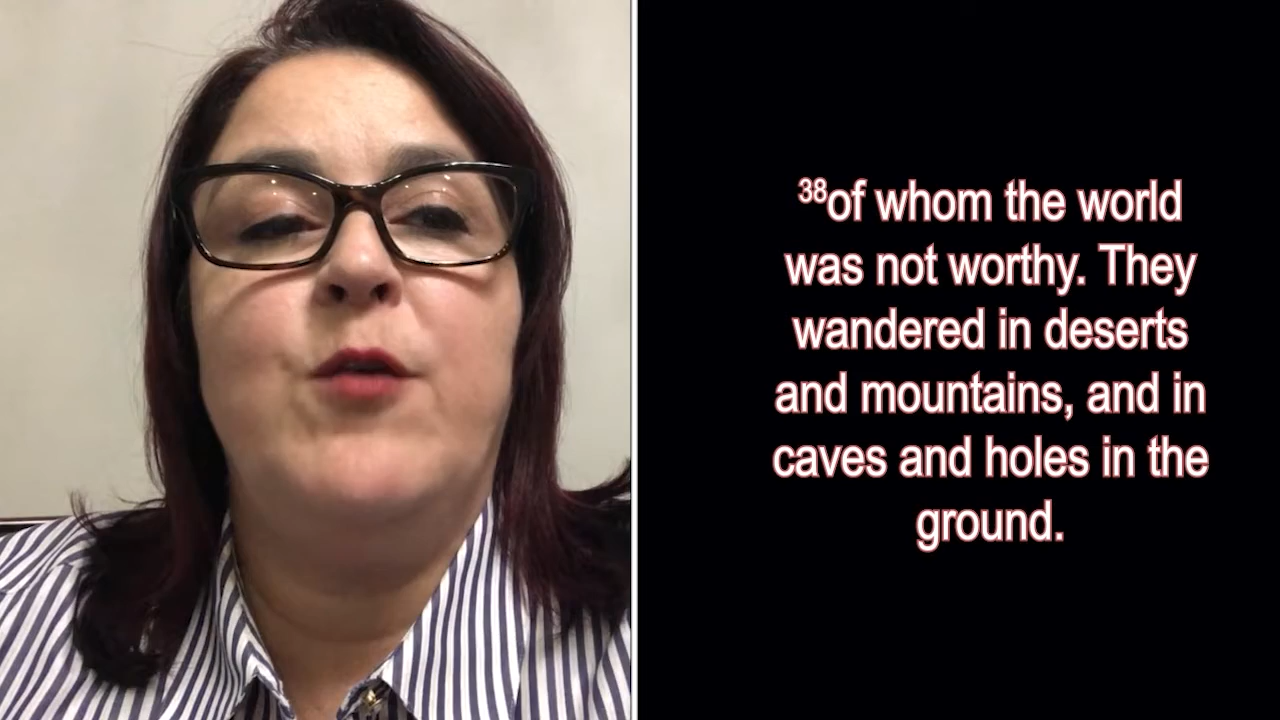 ³⁸of whom the world
was not worthy. They
wandered in deserts
and mountains, and in
caves and holes in the
ground.